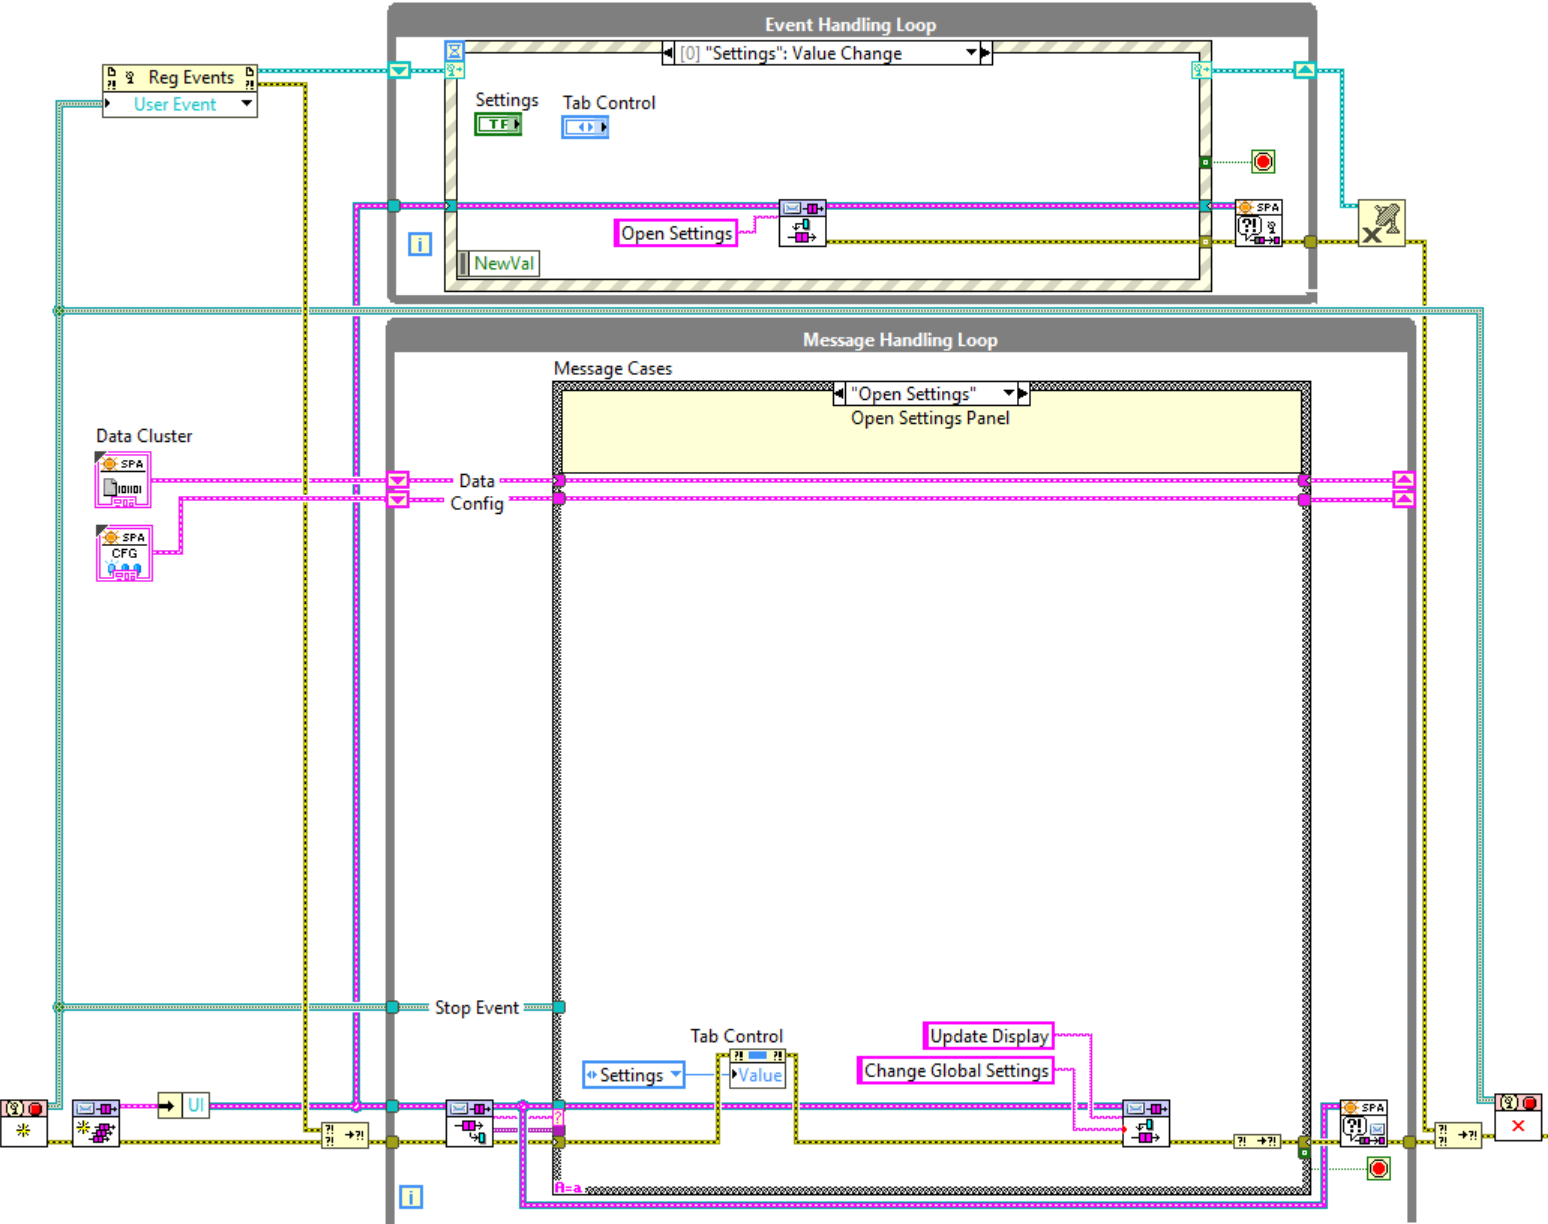 Event Handling Loop
[0] "Settings": Value Change
Reg Events
User Event
Settings
Tab Control
TF
Open Settings
SPA
i
NewVal
Message Handling Loop
Message Cases
"Open Settings"
Open Settings Panel
Data Cluster
SPA
Data
Config
SPA
CFG
Stop Event
Tab Control
Update Display
Settings
Value
Change Global Settings
UI
SPA
A=a
i